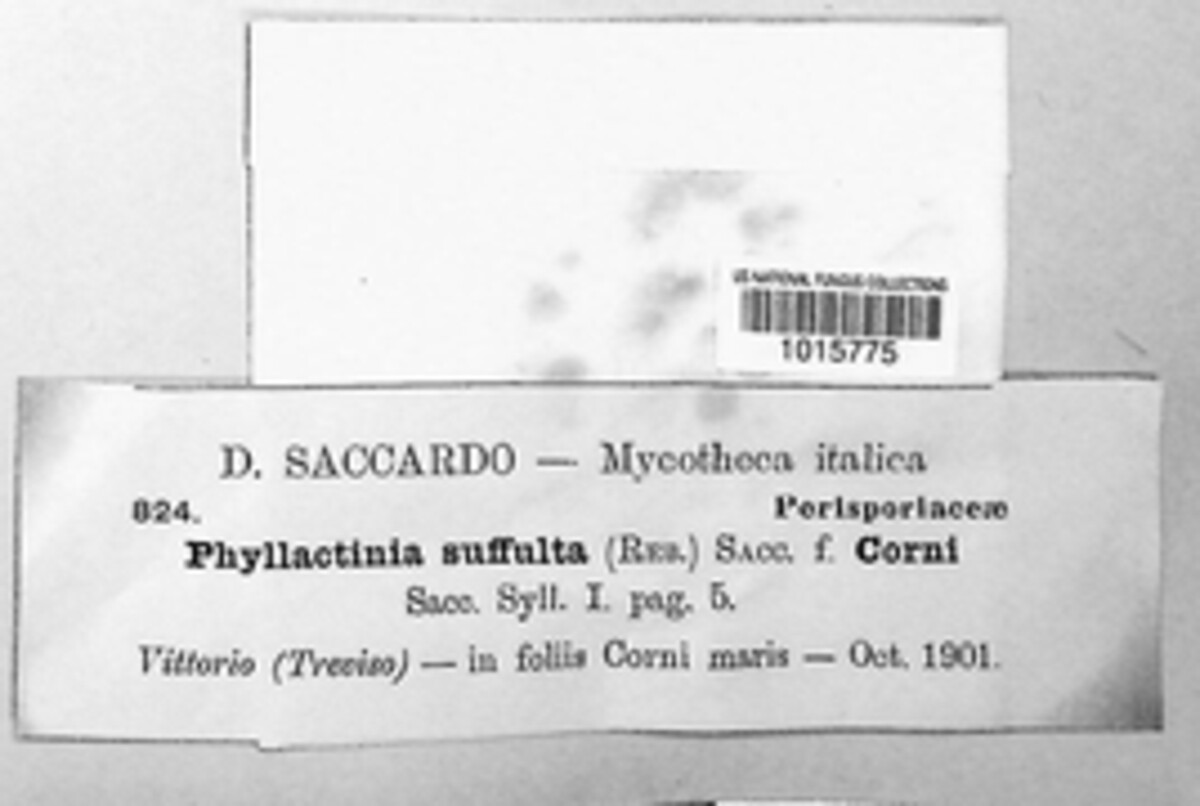 US NATIONAL FUNGUS COLLECTIONS
1015775
D. SACCARDO — Mycotheca italica
824. Perisporiaceæ
Phyllactinia suffulta (Reb.) Sacc. f. Corni
Sacc. Syll. I. pag. 5.
Vittorio (Treviso) — in foliis Corni maris — Oct. 1901.